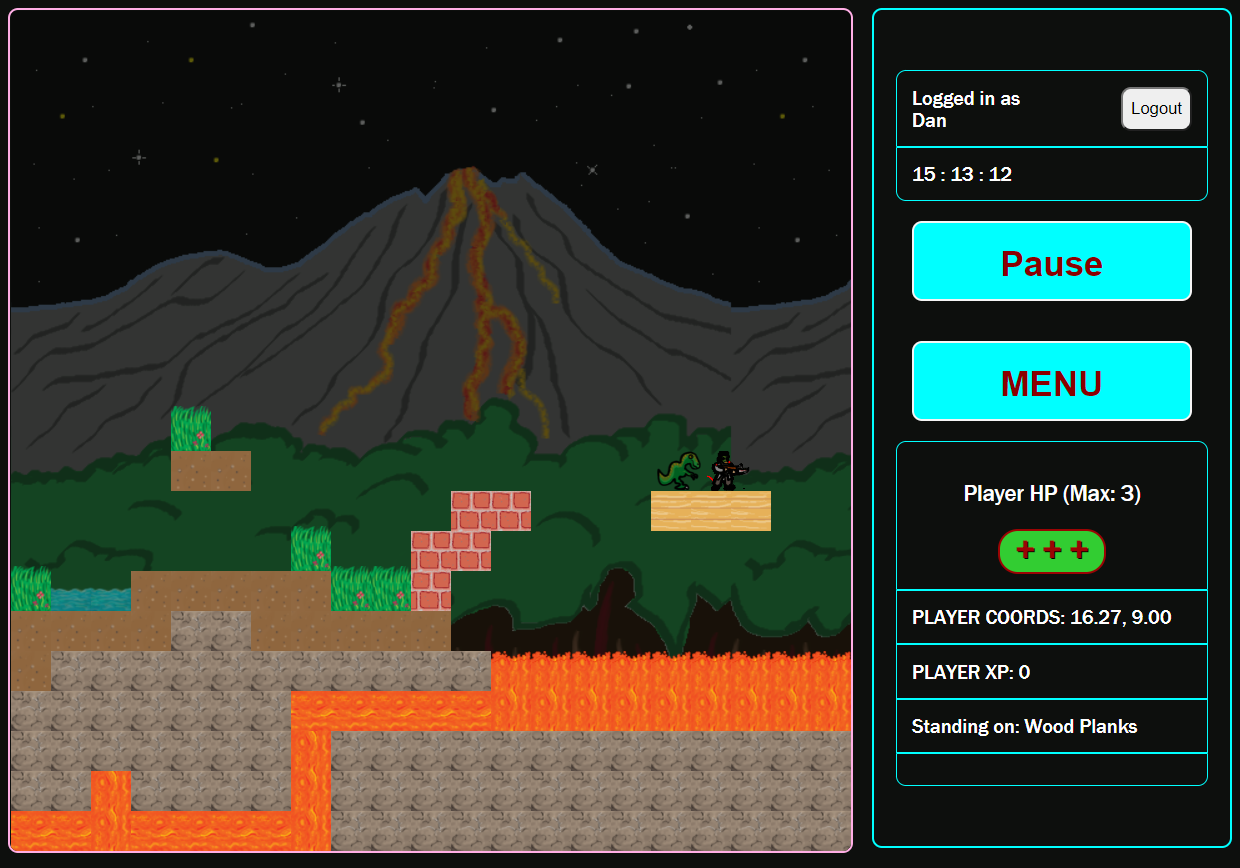 Logged in as
Dan
Logout
15 : 13 : 12
Pause
MENU
Player HP (Max: 3)
+ + +
PLAYER COORDS: 16.27, 9.00
PLAYER XP: 0
Standing on: Wood Planks